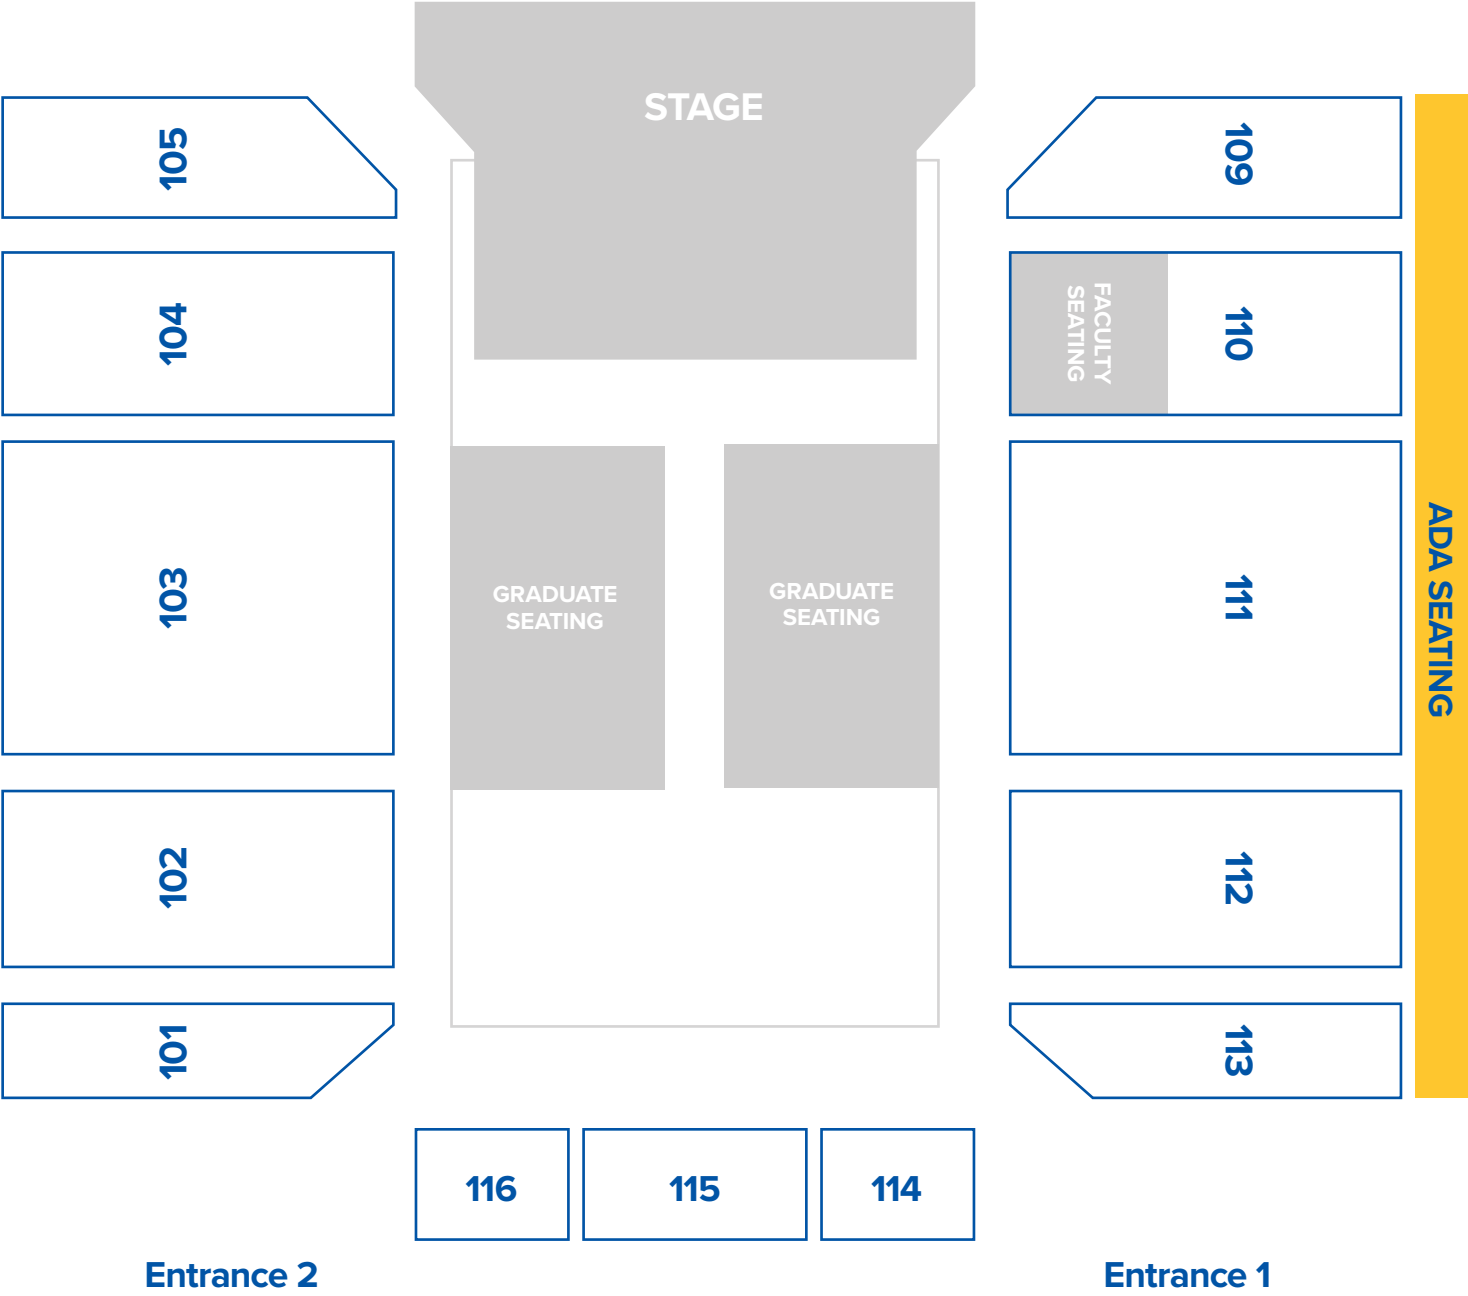 STAGE
105
109
104
FACULTY
SEATING
110
103
GRADUATE
SEATING
GRADUATE
SEATING
111
ADA SEATING
102
112
101
113
116
115
114
Entrance 2
Entrance 1